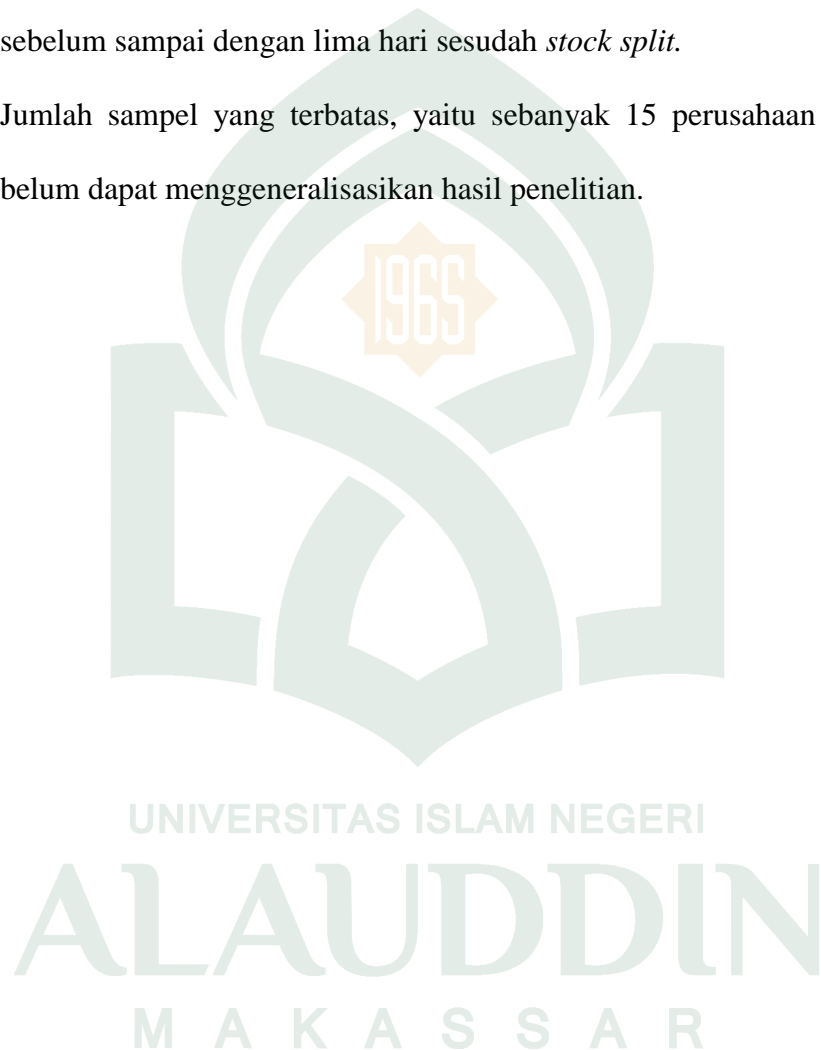 sebelum sampai dengan lima hari sesudah stock split.
Jumlah sampel yang terbatas, yaitu sebanyak 15 perusahaan
belum dapat menggeneralisasikan hasil penelitian.
1965
UNIVERSITAS ISLAM NEGERI
ALAUDDIN
MAKASSAR